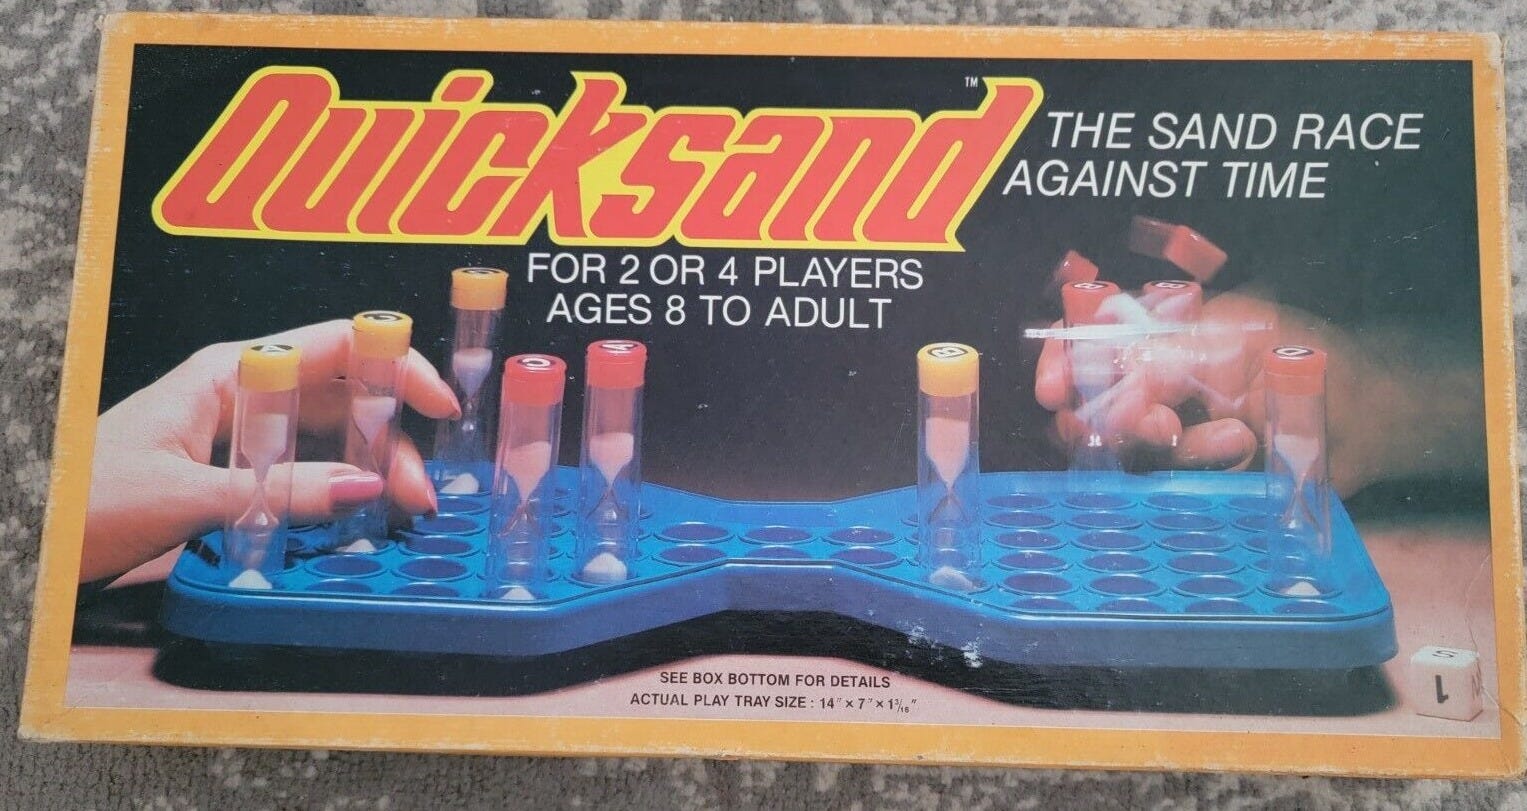 Quicksand™
THE SAND RACE
AGAINST TIME
FOR 2 OR 4 PLAYERS
AGES 8 TO ADULT
A
C
A
B
B
B
D
SEE BOX BOTTOM FOR DETAILS
ACTUAL PLAY TRAY SIZE : 14" × 7" × 1 3/16"
S
1